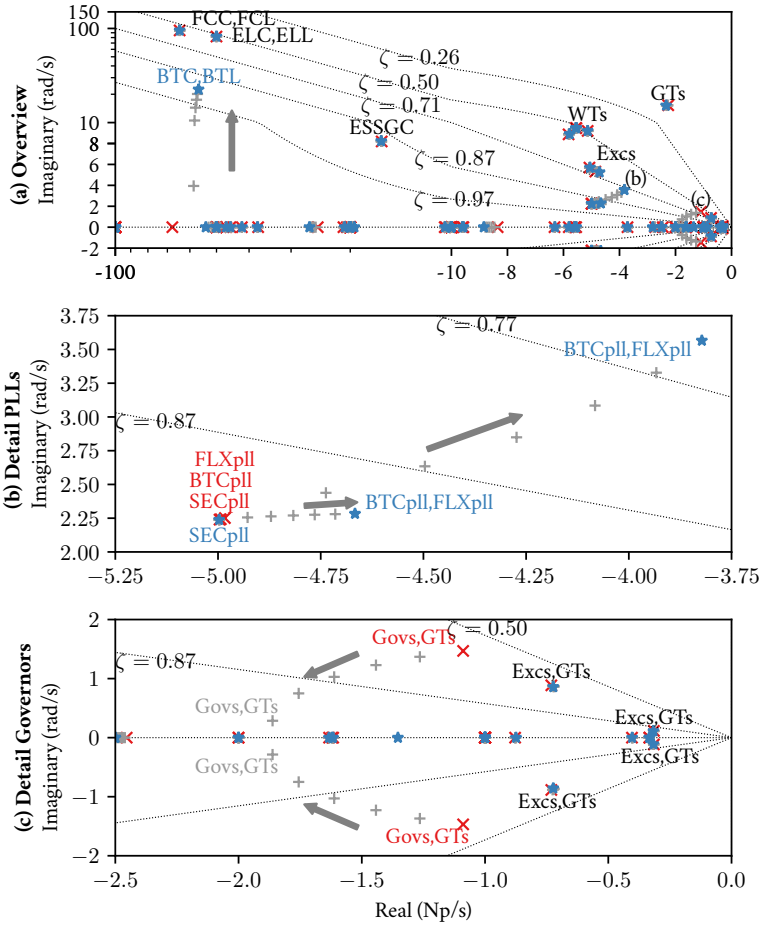 150
100
10
8
6
4
2
0
-2
(a) Overview
Imaginary (rad/s)
FCC,FCL
ELC,ELL
BTC,BTL
ESSGC
ζ = 0.26
ζ = 0.50
ζ = 0.71
ζ = 0.87
ζ = 0.97
GTs
WTs
Excs
(b)
(c)
-100
-10
-8
-6
-4
-2
0
3.75
3.50
3.25
3.00
2.75
2.50
2.25
2.00
(b) Detail PLLs
Imaginary (rad/s)
ζ = 0.77
BTCpll,FLXpll
ζ = 0.87
FLXpll
BTCpll
SECpll
SECpll
BTCpll,FLXpll
−5.25
−5.00
−4.75
−4.50
−4.25
−4.00
−3.75
2
1
0
−1
−2
(c) Detail Governors
Imaginary (rad/s)
ζ = 0.50
Govs,GTs
ζ = 0.87
Excs,GTs
Govs,GTs
Excs,GTs
Excs,GTs
Govs,GTs
Excs,GTs
Govs,GTs
−2.5
−2.0
−1.5
−1.0
−0.5
0.0
Real (Np/s)